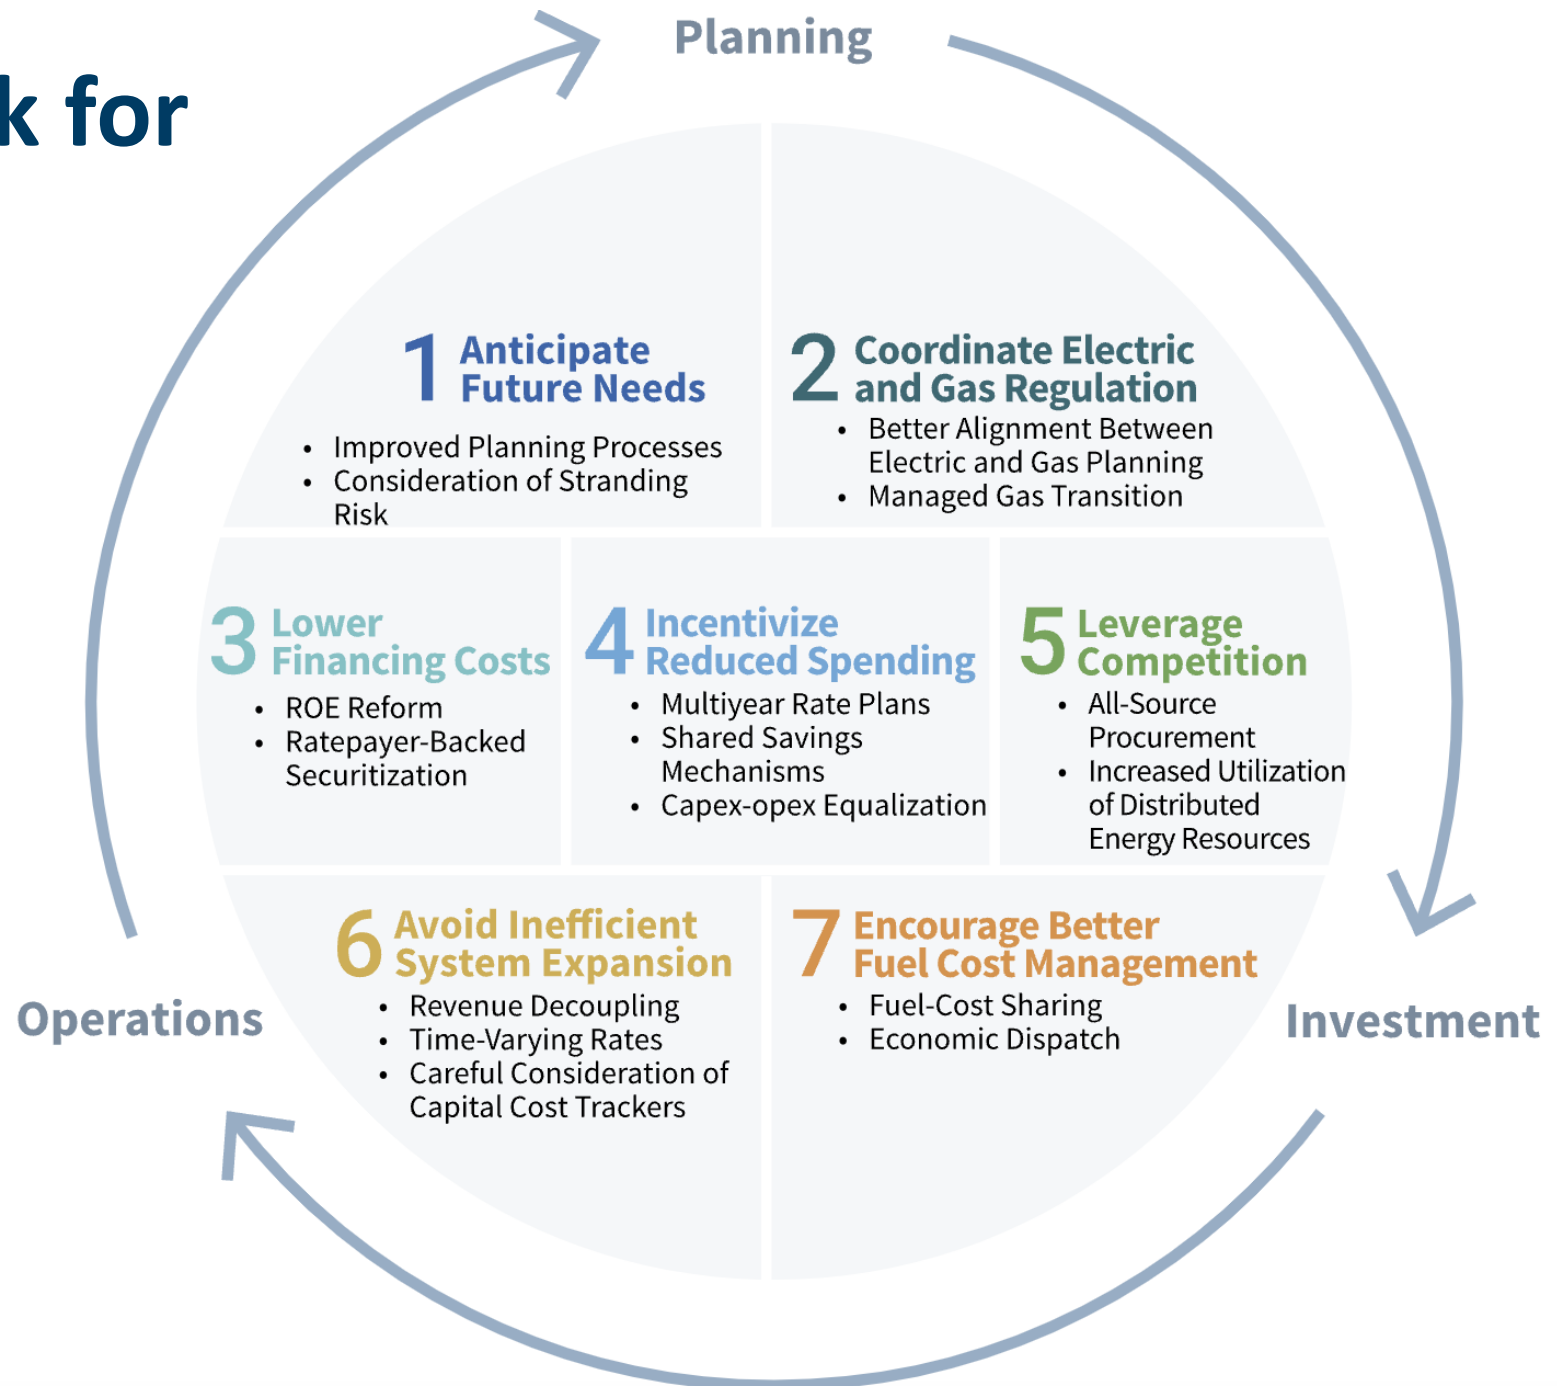 Planning
k for
1 Anticipate
Future Needs
• Improved Planning Processes
• Consideration of Stranding
Risk
2 Coordinate Electric
and Gas Regulation
• Better Alignment Between
Electric and Gas Planning
• Managed Gas Transition
3 Lower
Financing Costs
• ROE Reform
• Ratepayer-Backed
Securitization
4 Incentivize
Reduced Spending
• Multiyear Rate Plans
• Shared Savings
Mechanisms
• Capex-opex Equalization
5 Leverage
Competition
• All-Source
Procurement
• Increased Utilization
of Distributed
Energy Resources
6 Avoid Inefficient
System Expansion
• Revenue Decoupling
• Time-Varying Rates
• Careful Consideration of
Capital Cost Trackers
7 Encourage Better
Fuel Cost Management
• Fuel-Cost Sharing
• Economic Dispatch
Operations
Investment